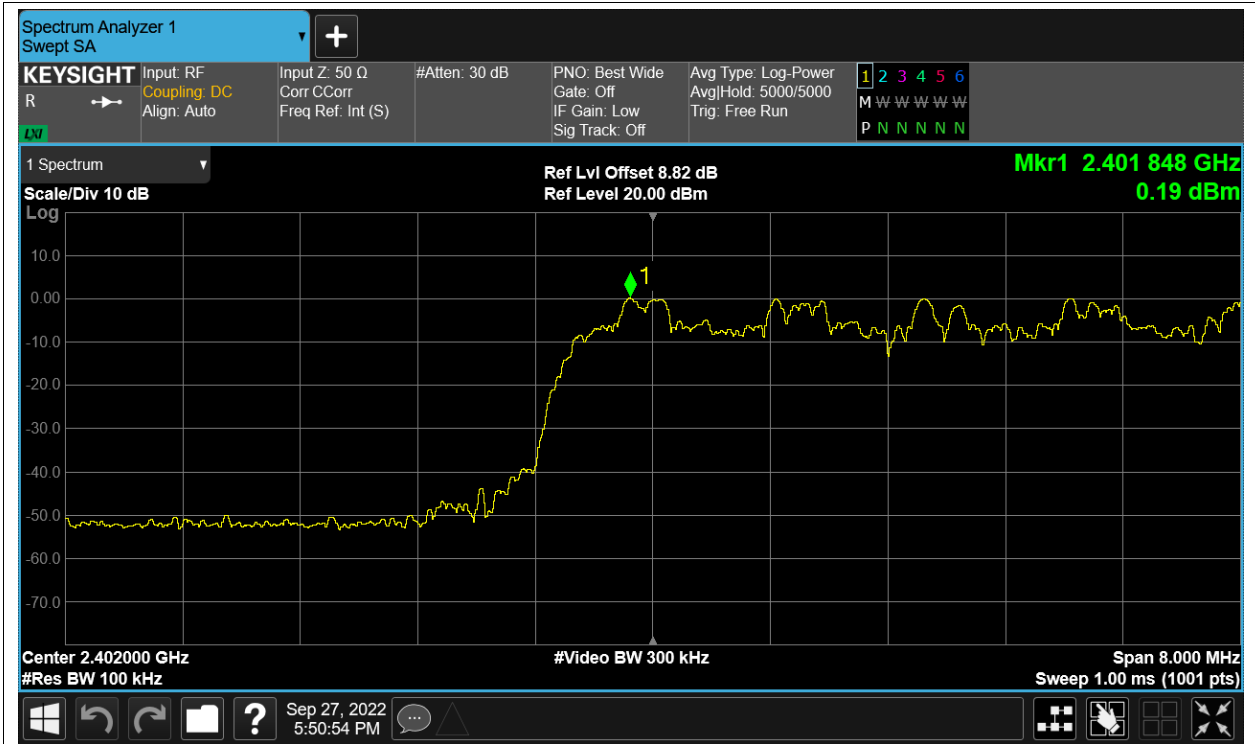 Spectrum Analyzer 1
Swept SA
KEYSIGHT
R
LXI
Input: RF
Coupling: DC
Align: Auto
Input Z: 50 Ω
Corr CCorr
Freq Ref: Int (S)
#Atten: 30 dB
PNO: Best Wide
Gate: Off
IF Gain: Low
Sig Track: Off
Avg Type: Log-Power
Avg|Hold: 5000/5000
Trig: Free Run
1 2 3 4 5 6
M W W W W W
P N N N N N
1 Spectrum
Scale/Div 10 dB
Log
Ref Lvl Offset 8.82 dB
Ref Level 20.00 dBm
Mkr1 2.401 848 GHz
0.19 dBm
1
10.0
0.00
-10.0
-20.0
-30.0
-40.0
-50.0
-60.0
-70.0
Center 2.402000 GHz
#Video BW 300 kHz
Span 8.000 MHz
#Res BW 100 kHz
Sweep 1.00 ms (1001 pts)
?
Sep 27, 2022
5:50:54 PM